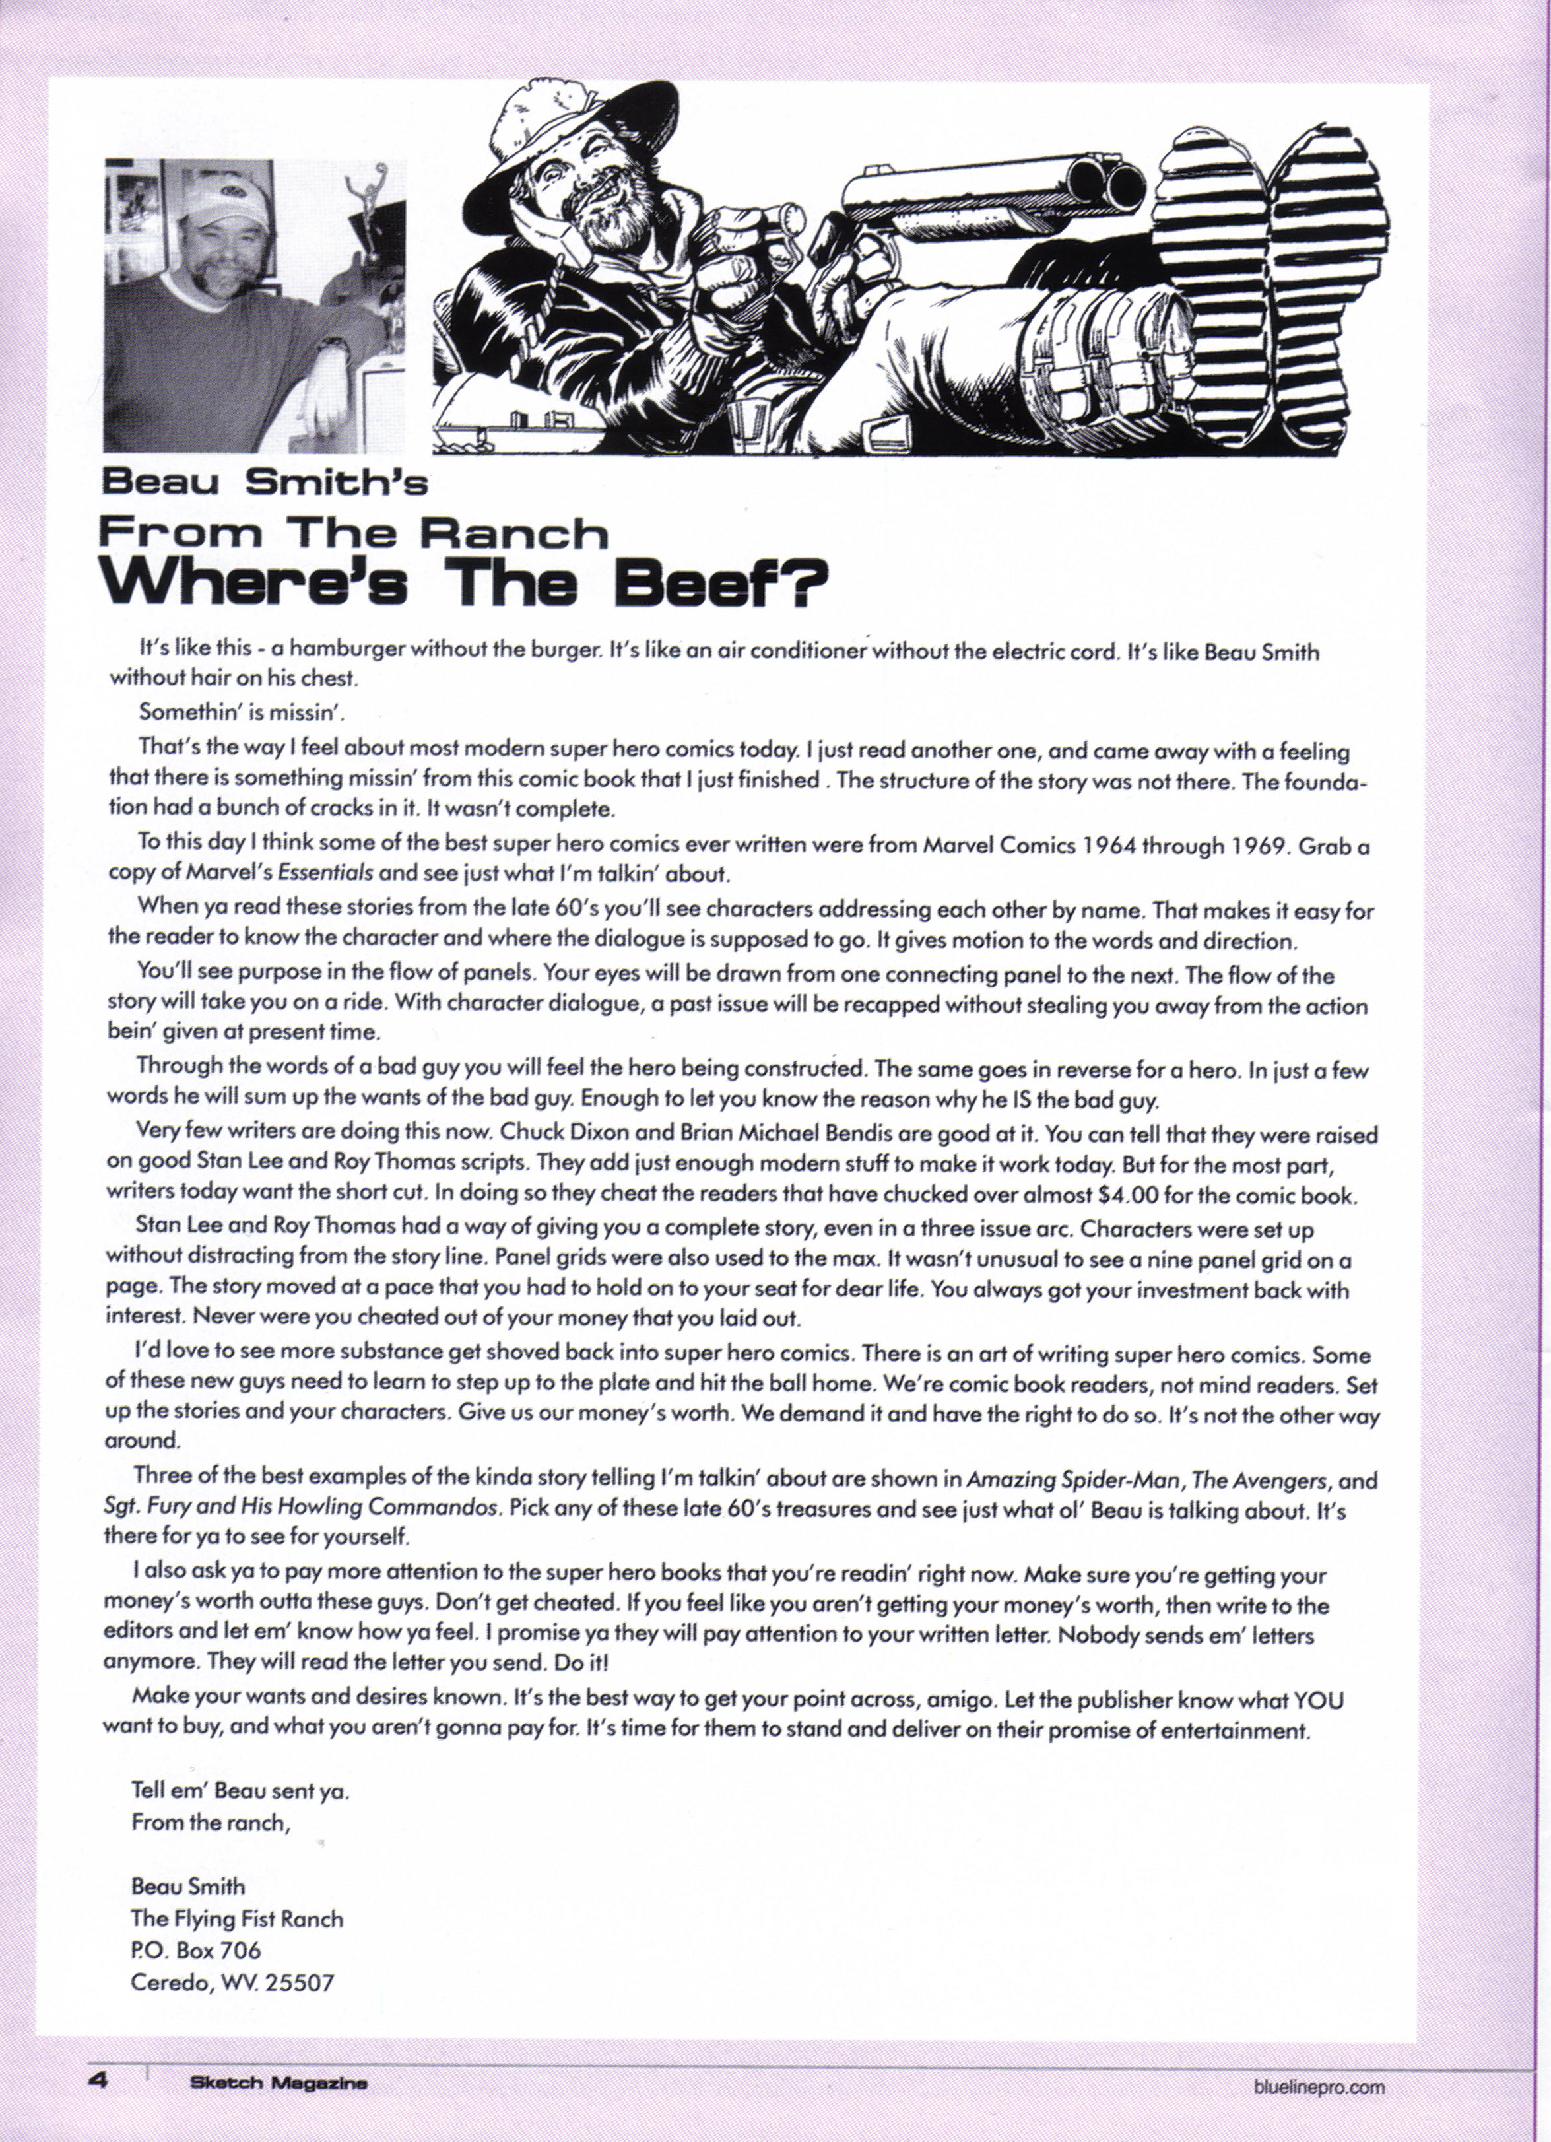 Beau Smith's
From The Ranch
Where's The Beef?
It's like this - a hamburger without the burger. It's like an air conditioner without the electric cord. It's like Beau Smith
without hair on his chest.
Somethin' is missin'.
That's the way I feel about most modern super hero comics today. I just read another one, and came away with a feeling
that there is something missin' from this comic book that I just finished . The structure of the story was not there. The founda-
tion had a bunch of cracks in it. It wasn't complete.
To this day I think some of the best super hero comics ever written were from Marvel Comics 1964 through 1969. Grab a
copy of Marvel's Essentials and see just what I'm talkin' about.
When ya read these stories from the late 60's you'll see characters addressing each other by name. That makes it easy for
the reader to know the character and where the dialogue is supposed to go. It gives motion to the words and direction.
You'll see purpose in the flow of panels. Your eyes will be drawn from one connecting panel to the next. The flow of the
story will take you on a ride. With character dialogue, a past issue will be recapped without stealing you away from the action
bein' given at present time.
Through the words of a bad guy you will feel the hero being constructed. The same goes in reverse for a hero. In just a few
words he will sum up the wants of the bad guy. Enough to let you know the reason why he IS the bad guy.
Very few writers are doing this now. Chuck Dixon and Brian Michael Bendis are good at it. You can tell that they were raised
on good Stan Lee and Roy Thomas scripts. They add just enough modern stuff to make it work today. But for the most part,
writers today want the short cut. In doing so they cheat the readers that have chucked over almost $4.00 for the comic book.
Stan Lee and Roy Thomas had a way of giving you a complete story, even in a three issue arc. Characters were set up
without distracting from the story line. Panel grids were also used to the max. It wasn't unusual to see a nine panel grid on a
page. The story moved at a pace that you had to hold on to your seat for dear life. You always got your investment back with
interest. Never were you cheated out of your money that you laid out.
I'd love to see more substance get shoved back into super hero comics. There is an art of writing super hero comics. Some
of these new guys need to learn to step up to the plate and hit the ball home. We're comic book readers, not mind readers. Set
up the stories and your characters. Give us our money's worth. We demand it and have the right to do so. It's not the other way
around.
Three of the best examples of the kinda story telling I'm talkin' about are shown in Amazing Spider-Man, The Avengers, and
Sgt. Fury and His Howling Commandos. Pick any of these late 60's treasures and see just what ol' Beau is talking about. It's
there for ya to see for yourself.
I also ask ya to pay more attention to the super hero books that you're readin' right now. Make sure you're getting your
money's worth outta these guys. Don't get cheated. If you feel like you aren't getting your money's worth, then write to the
editors and let em' know how ya feel. I promise ya they will pay attention to your written letter. Nobody sends em' letters
anymore. They will read the letter you send. Do it!
Make your wants and desires known. It's the best way to get your point across, amigo. Let the publisher know what YOU
want to buy, and what you aren't gonna pay for. It's time for them to stand and deliver on their promise of entertainment.
Tell em' Beau sent ya.
From the ranch,
Beau Smith
The Flying Fist Ranch
P.O. Box 706
Ceredo, WV. 25507
4 Sketch Magazine bluelinepro.com